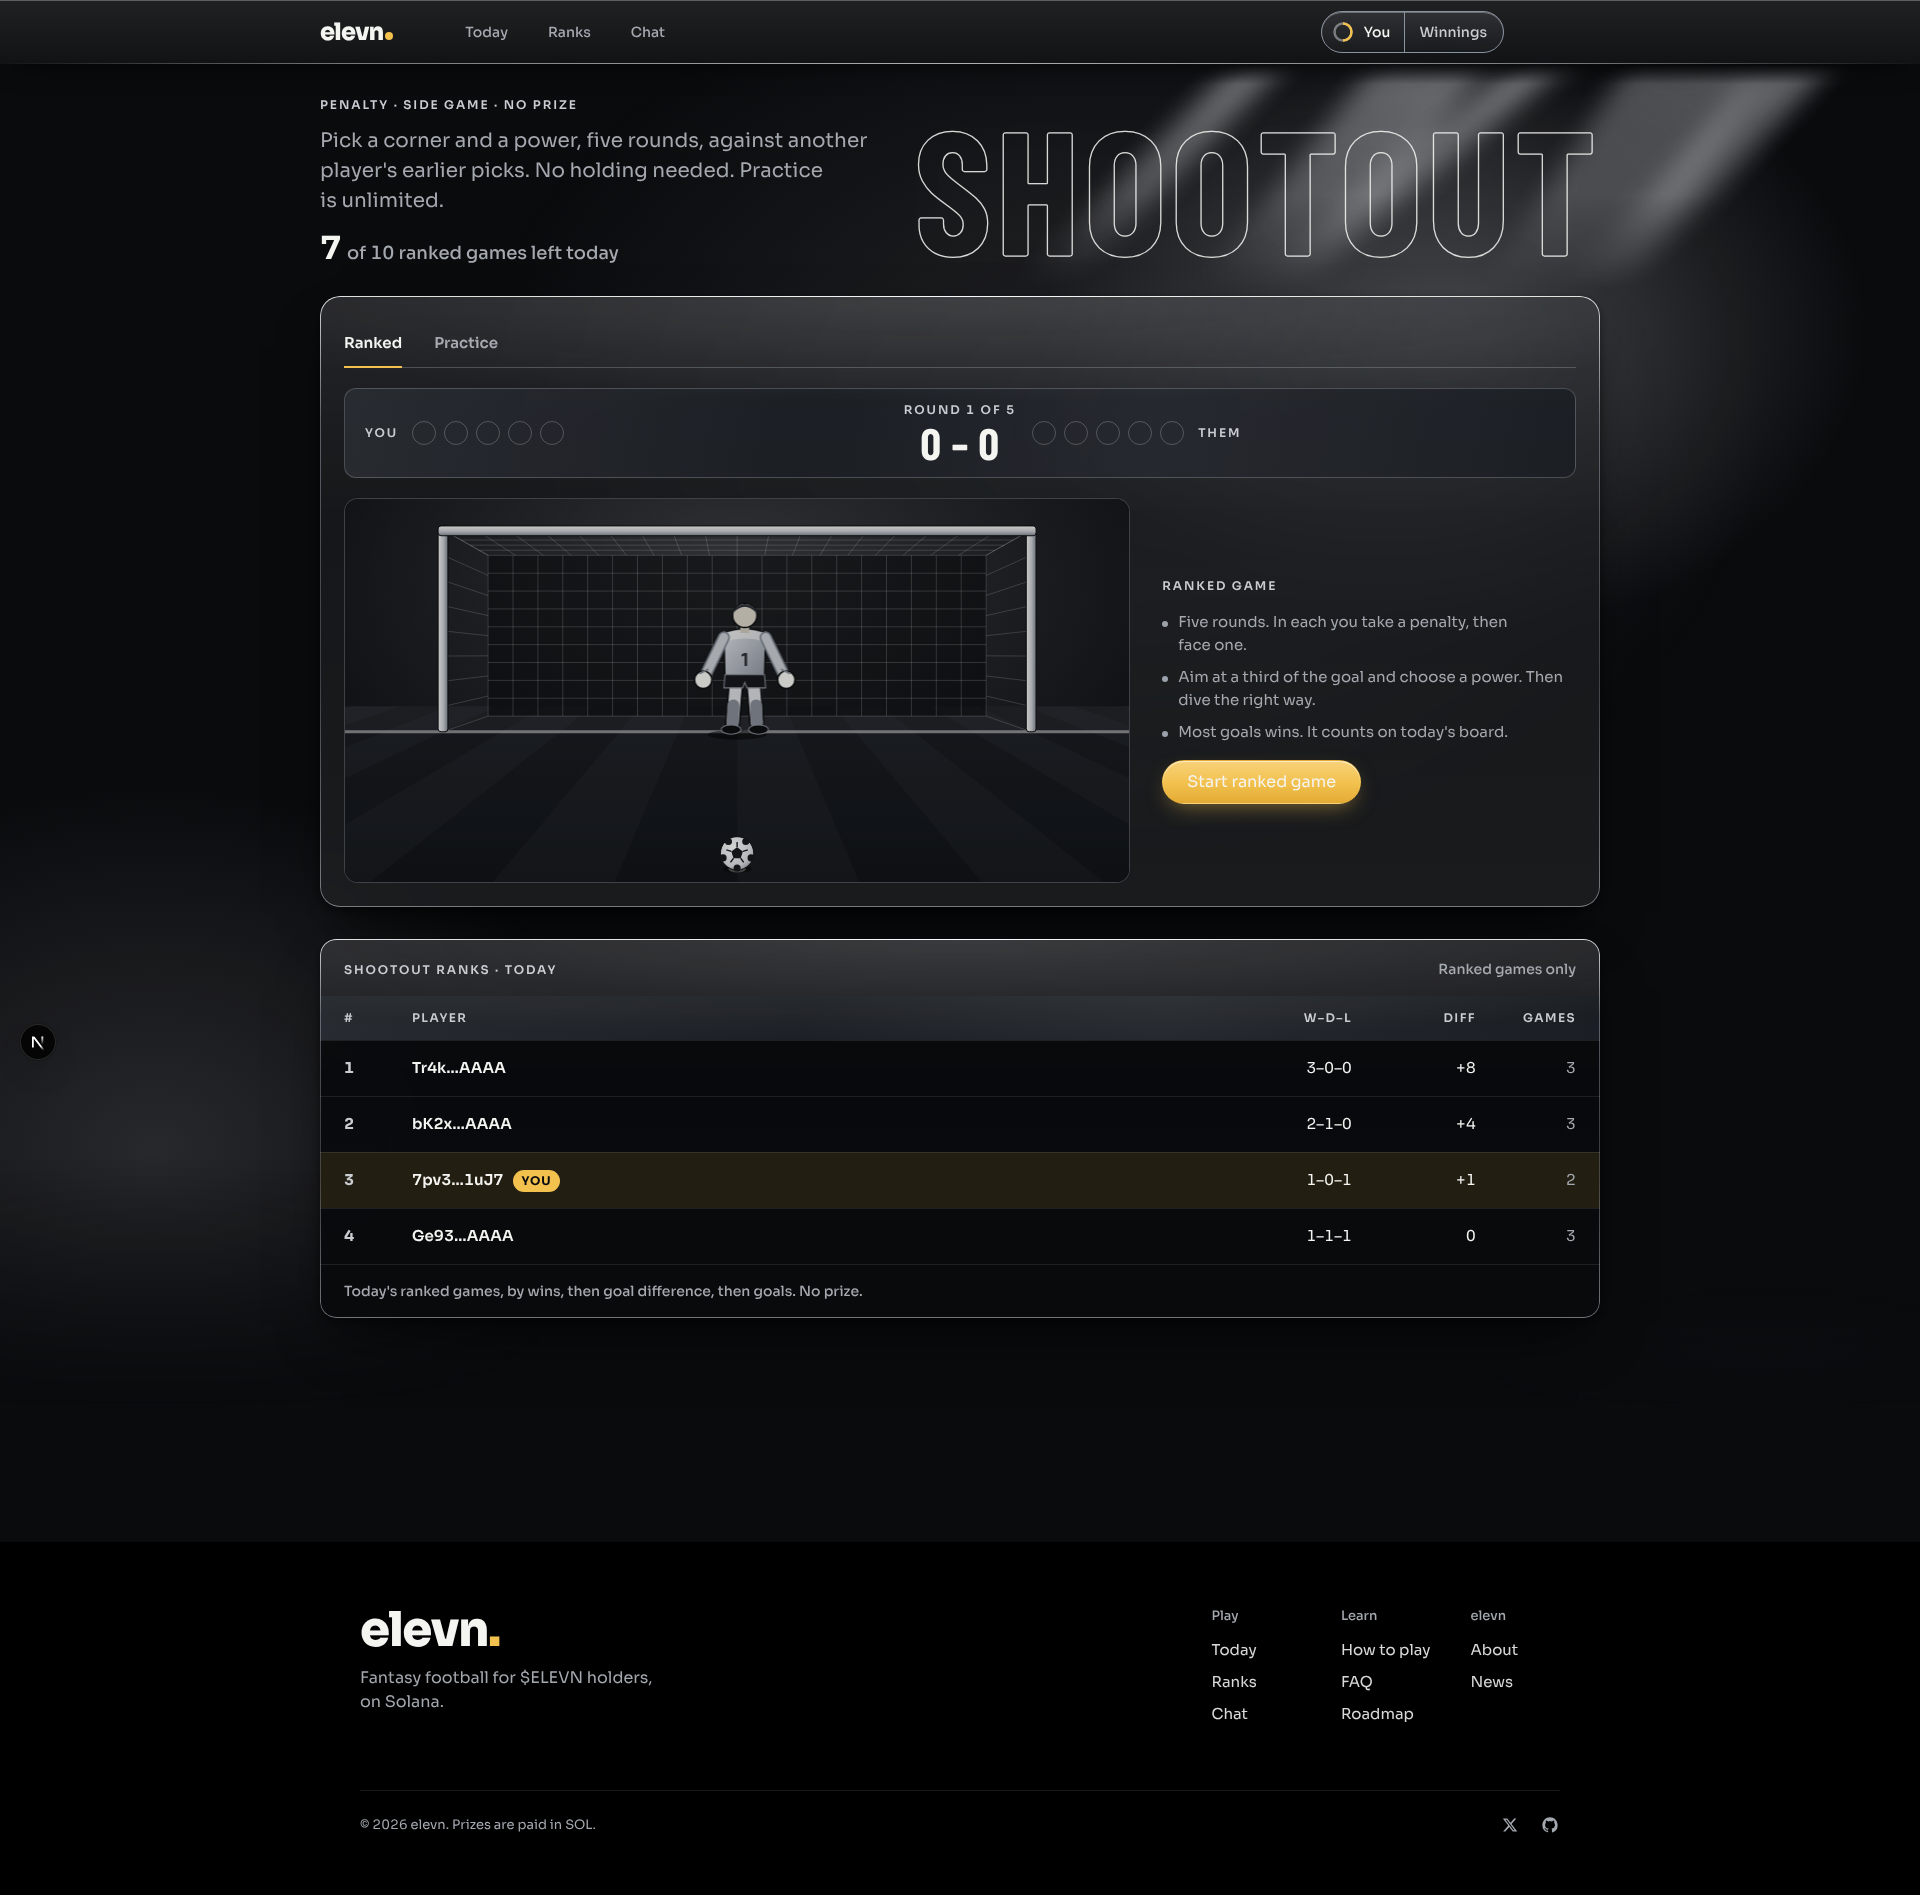 elevn.
Today
Ranks
Chat
You
Winnings
PENALTY · SIDE GAME · NO PRIZE
Pick a corner and a power, five rounds, against another
player's earlier picks. No holding needed. Practice
is unlimited.
7 of 10 ranked games left today
SHOOTOUT
Ranked
Practice
YOU
ROUND 1 OF 5
0 - 0
THEM
1
RANKED GAME
Five rounds. In each you take a penalty, then
face one.
Aim at a third of the goal and choose a power. Then
dive the right way.
Most goals wins. It counts on today's board.
Start ranked game
SHOOTOUT RANKS · TODAY
Ranked games only
# PLAYER W–D–L DIFF GAMES
1 Tr4k…AAAA 3–0–0 +8 3
2 bK2x…AAAA 2–1–0 +4 3
3 7pv3…1uJ7 YOU 1–0–1 +1 2
4 Ge93…AAAA 1–1–1 0 3
Today's ranked games, by wins, then goal difference, then goals. No prize.
N
elevn.
Fantasy football for $ELEVN holders,
on Solana.
Play
Today
Ranks
Chat
Learn
How to play
FAQ
Roadmap
elevn
About
News
© 2026 elevn. Prizes are paid in SOL.